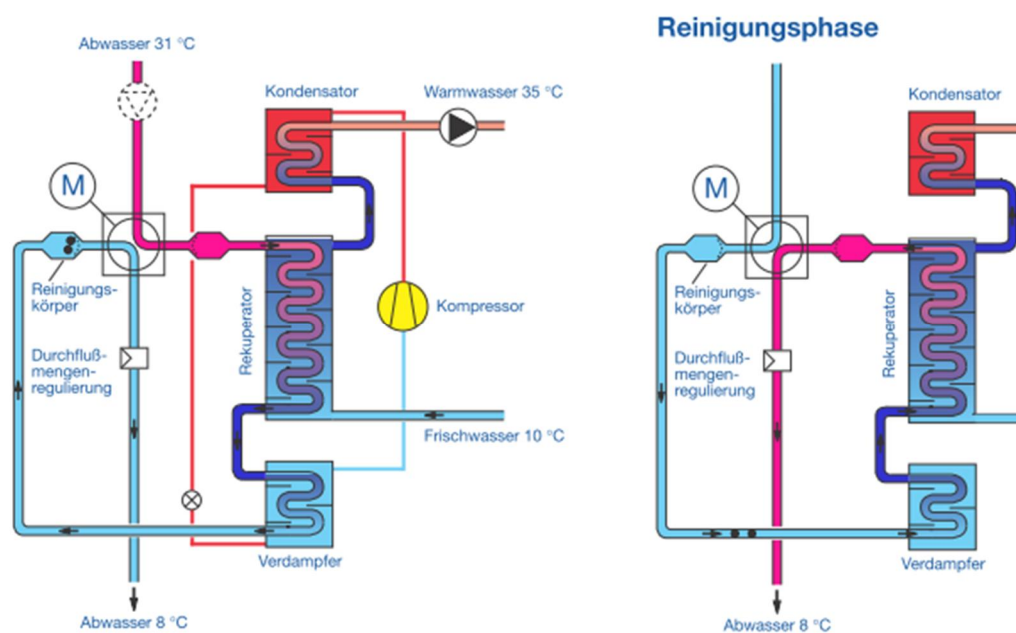 Abwasser 31 °C
Kondensator
Warmwasser 35 °C
M
Reinigungs-
körper
Rekuperator
Kompressor
Durchfluß-
mengen-
regulierung
Frischwasser 10 °C
Verdampfer
Abwasser 8 °C
Reinigungsphase
Kondensator
M
Reinigungs-
körper
Rekuperator
Durchfluß-
mengen-
regulierung
Verdampfer
Abwasser 8 °C